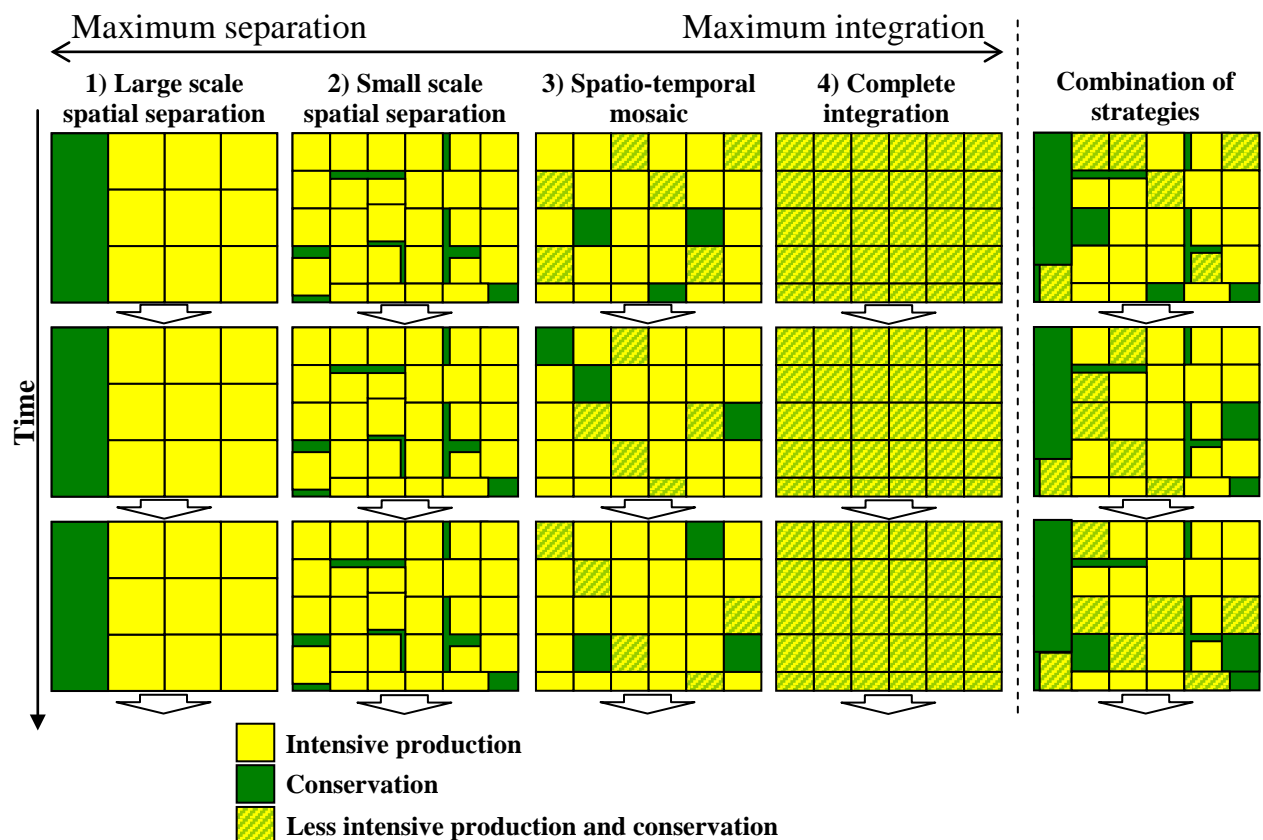 Maximum separation
Maximum integration
1) Large scale
spatial separation
2) Small scale
spatial separation
3) Spatio-temporal
mosaic
4) Complete
integration
Combination of
strategies
Time
Intensive production
Conservation
Less intensive production and conservation